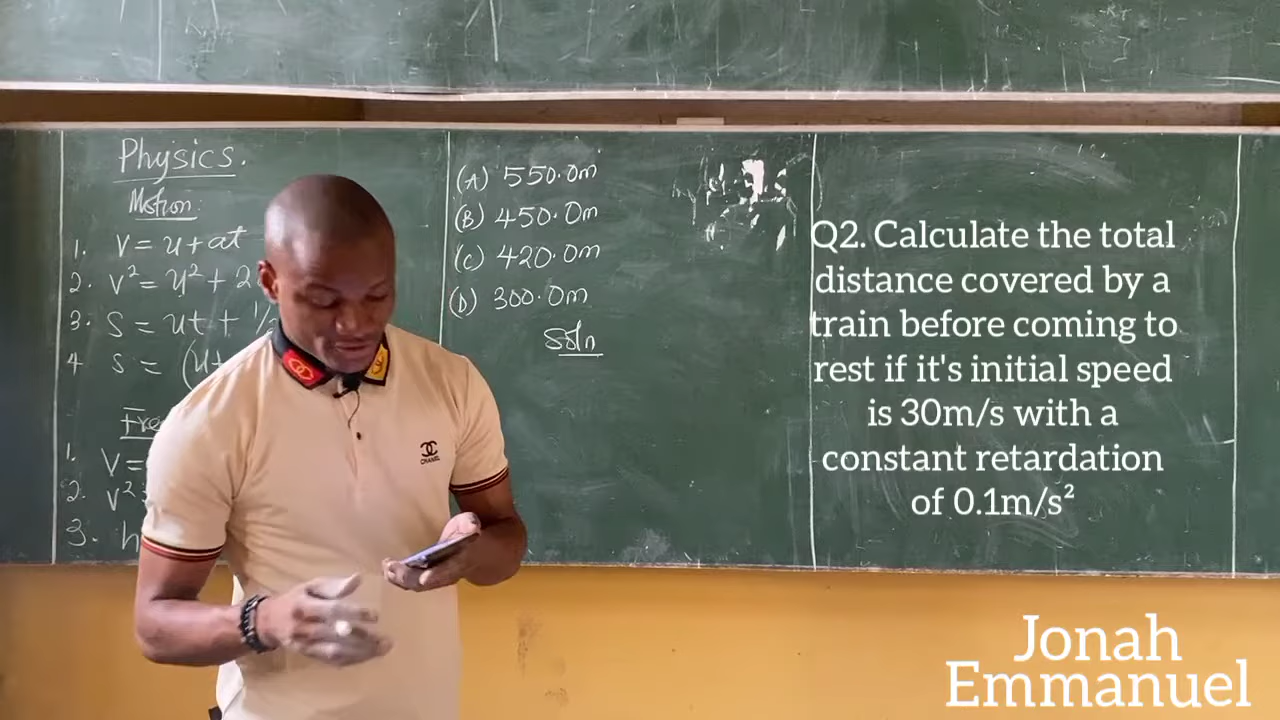 Physics.
Motion:
1. V = u + at
2. V² = u² + 2
3. S = ut + 1/2
4 S = (u+
Fre
1. V =
2. V²
3. h
(A) 550.0m
(B) 450.0m
(C) 420.0m
(D) 300.0m
Soln
Q2. Calculate the total
distance covered by a
train before coming to
rest if it's initial speed
is 30m/s with a
constant retardation
of 0.1m/s²
CHANEL
Jonah
Emmanuel